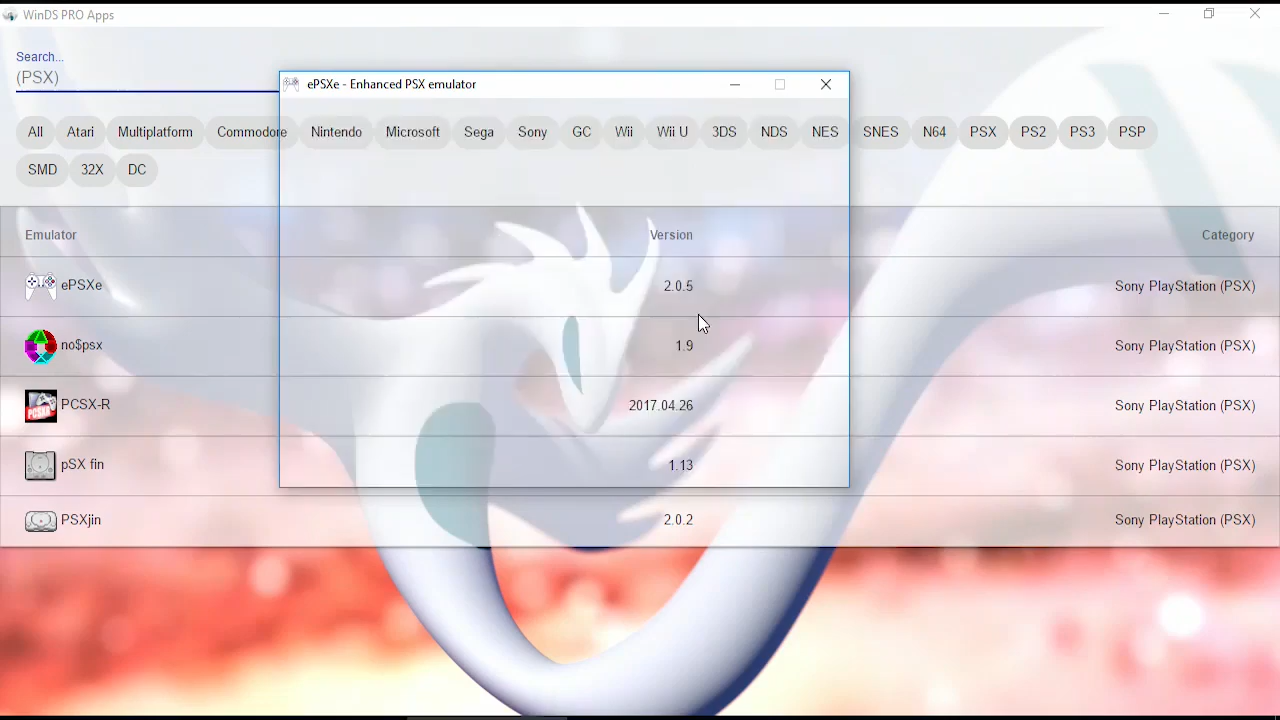 WinDS PRO Apps
Search...
(PSX)
ePSXe - Enhanced PSX emulator
All Atari Multiplatform Commodore Nintendo Microsoft Sega Sony GC Wii Wii U 3DS NDS NES SNES N64 PSX PS2 PS3 PSP
SMD 32X DC
Emulator Version Category
ePSXe 2.0.5 Sony PlayStation (PSX)
no$psx 1.9 Sony PlayStation (PSX)
PCSX-R 2017.04.26 Sony PlayStation (PSX)
pSX fin 1.13 Sony PlayStation (PSX)
PSXjin 2.0.2 Sony PlayStation (PSX)